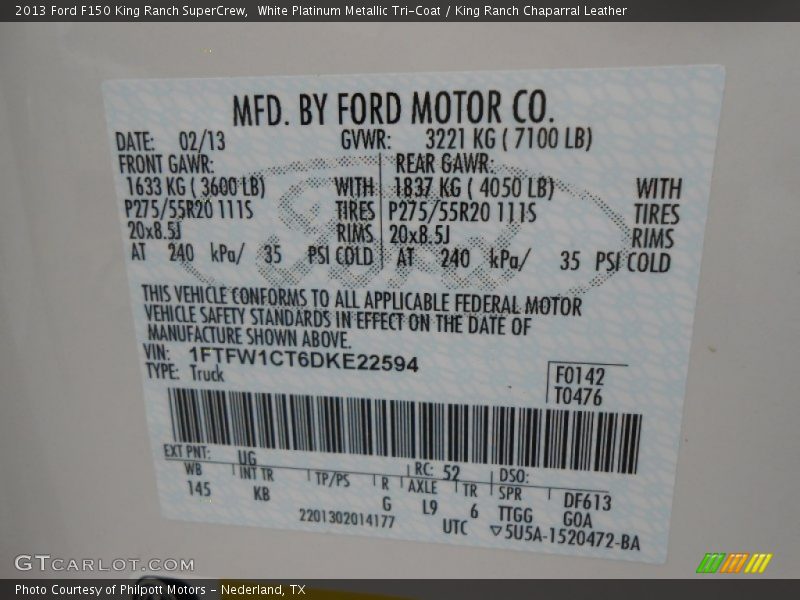 2013 Ford F150 King Ranch SuperCrew,  White Platinum Metallic Tri-Coat / King Ranch Chaparral Leather
MFD. BY FORD MOTOR CO.
DATE: 02/13 GVWR: 3221 KG ( 7100 LB)
FRONT GAWR: REAR GAWR:
1633 KG ( 3600 LB) WITH 1837 KG ( 4050 LB) WITH
P275/55R20 111S TIRES P275/55R20 111S TIRES
20x8.5J RIMS 20x8.5J RIMS
AT 240 kPa/ 35 PSI COLD AT 240 kPa/ 35 PSI COLD
Ford
THIS VEHICLE CONFORMS TO ALL APPLICABLE FEDERAL MOTOR
VEHICLE SAFETY STANDARDS IN EFFECT ON THE DATE OF
MANUFACTURE SHOWN ABOVE.
VIN: 1FTFW1CT6DKE22594
TYPE: Truck
F0142
T0476
EXT PNT: UG RC: 52 DSO:
WB INT TR TP/PS R AXLE TR SPR DF613
145 KB G L9 6 TTGG GOA
2201302014177 UTC ▽5U5A-1520472-BA
GTCARLOT.COM
Photo Courtesy of Philpott Motors - Nederland, TX